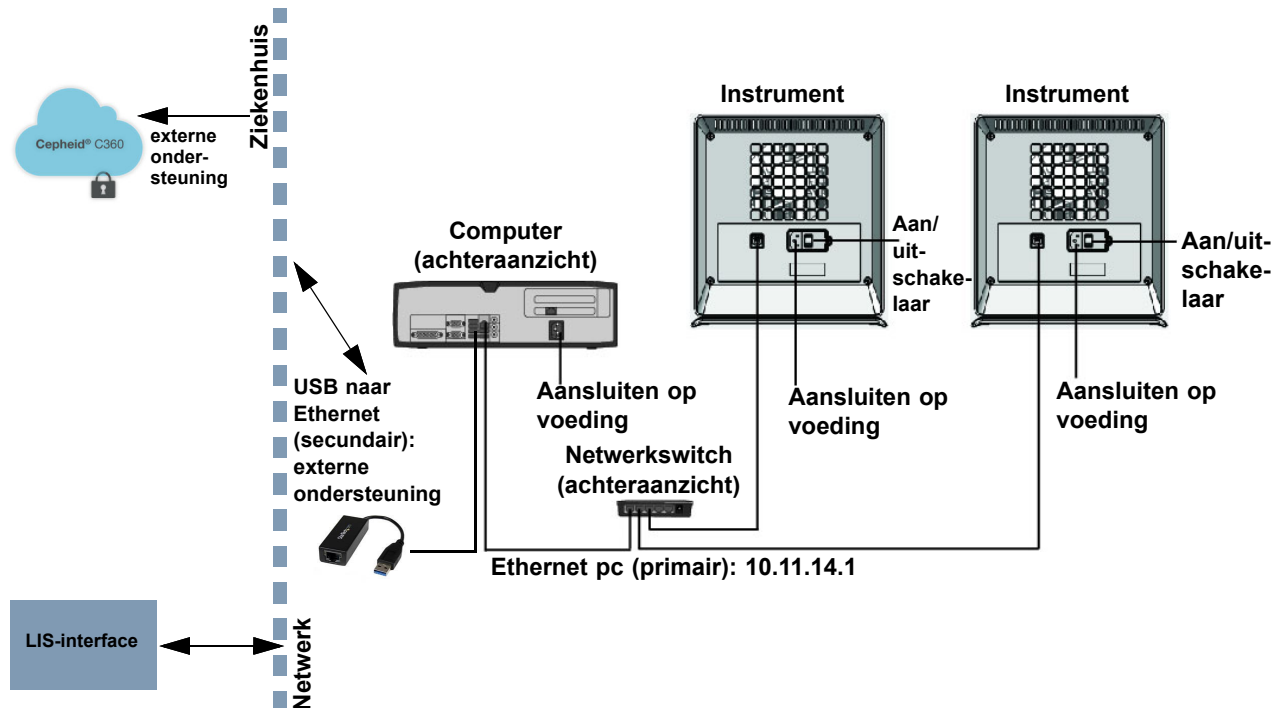 Ziekenhuis
Cepheid® C360
externe
onder-
steuning
Instrument
Instrument
Computer
(achteraanzicht)
Aan/
uit-
schake-
laar
Aan/uit-
schake-
laar
USB naar
Ethernet
(secundair):
externe
ondersteuning
Aansluiten op
voeding
Aansluiten op
voeding
Aansluiten op
voeding
Netwerkswitch
(achteraanzicht)
Ethernet pc (primair): 10.11.14.1
LIS-interface
Netwerk